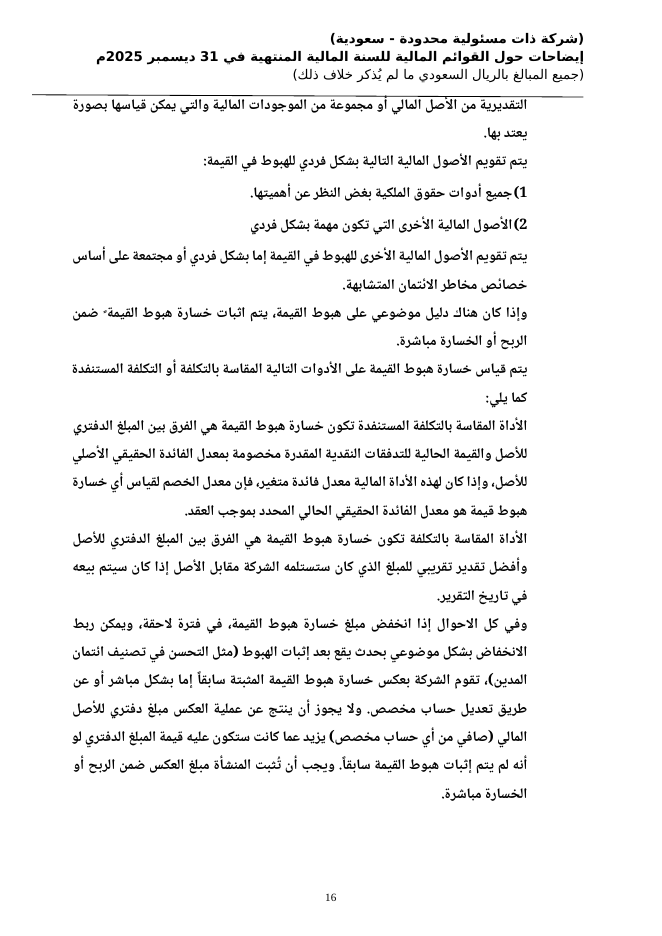 (شركة ذات مسئولية محدودة - سعودية)
إيضاحات حول القوائم المالية للسنة المالية المنتهية في 31 ديسمبر 2025م
(جميع المبالغ بالريال السعودي ما لم يُذكر خلاف ذلك)
التقديرية من الأصل المالي أو مجموعة من الموجودات المالية والتي يمكن قياسها بصورة
يعتد بها.
يتم تقويم الأصول المالية التالية بشكل فردي للهبوط في القيمة:
1) جميع أدوات حقوق الملكية بغض النظر عن أهميتها.
2) الأصول المالية الأخرى التي تكون مهمة بشكل فردي
يتم تقويم الأصول المالية الأخرى للهبوط في القيمة إما بشكل فردي أو مجتمعة على أساس
خصائص مخاطر الائتمان المتشابهة.
وإذا كان هناك دليل موضوعي على هبوط القيمة، يتم اثبات خسارة هبوط القيمة ضمن
الربح أو الخسارة مباشرة.
يتم قياس خسارة هبوط القيمة على الأدوات التالية المقاسة بالتكلفة أو التكلفة المستنفدة
كما يلي:
الأداة المقاسة بالتكلفة المستنفدة تكون خسارة هبوط القيمة هي الفرق بين المبلغ الدفتري
للأصل والقيمة الحالية للتدفقات النقدية المقدرة مخصومة بمعدل الفائدة الحقيقي الأصلي
للأصل، وإذا كان لهذه الأداة المالية معدل فائدة متغير، فإن معدل الخصم لقياس أي خسارة
هبوط قيمة هو معدل الفائدة الحقيقي الحالي المحدد بموجب العقد.
الأداة المقاسة بالتكلفة تكون خسارة هبوط القيمة هي الفرق بين المبلغ الدفتري للأصل
وأفضل تقدير تقريبي للمبلغ الذي كان ستستلمه الشركة مقابل الأصل إذا كان سيتم بيعه
في تاريخ التقرير.
وفي كل الاحوال إذا انخفض مبلغ خسارة هبوط القيمة، في فترة لاحقة، ويمكن ربط
الانخفاض بشكل موضوعي بحدث يقع بعد إثبات الهبوط (مثل التحسن في تصنيف ائتمان
المدين)، تقوم الشركة بعكس خسارة هبوط القيمة المثبتة سابقاً إما بشكل مباشر أو عن
طريق تعديل حساب مخصص. ولا يجوز أن ينتج عن عملية العكس مبلغ دفتري للأصل
المالي (صافي من أي حساب مخصص) يزيد عما كانت ستكون عليه قيمة المبلغ الدفتري لو
أنه لم يتم إثبات هبوط القيمة سابقاً. ويجب أن تُثبت المنشأة مبلغ العكس ضمن الربح أو
الخسارة مباشرة.
16